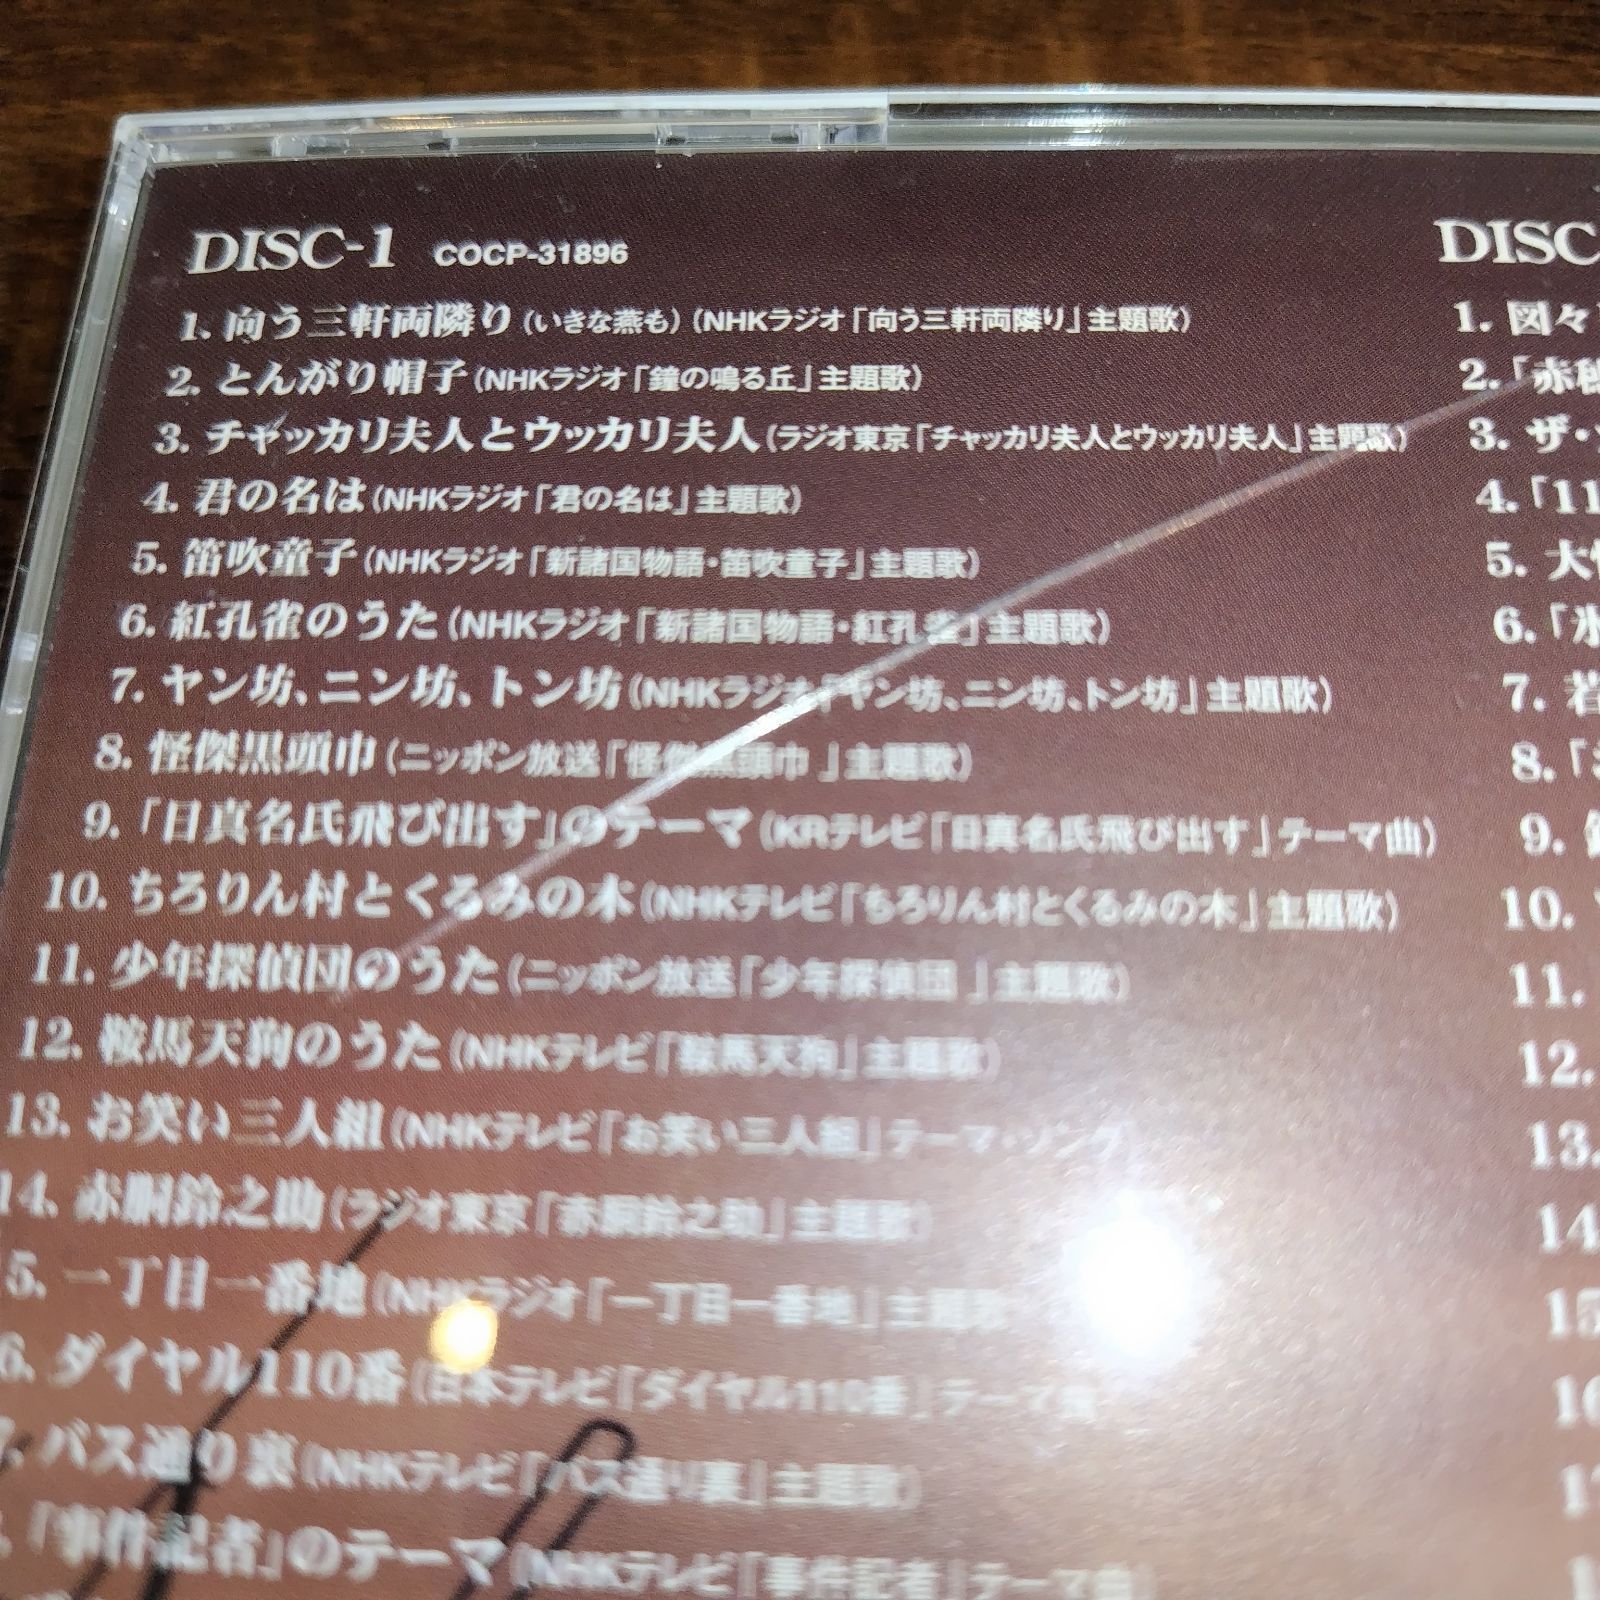 DISC-1 COCP-31896
1. 向う三軒両隣り(いきな燕も)(NHKラジオ「向う三軒両隣り」主題歌)
2. とんがり帽子(NHKラジオ「鐘の鳴る丘」主題歌)
3. チャッカリ夫人とウッカリ夫人(ラジオ東京「チャッカリ夫人とウッカリ夫人」主題歌)
4. 君の名は(NHKラジオ「君の名は」主題歌)
5. 笛吹童子(NHKラジオ「新諸国物語・笛吹童子」主題歌)
6. 紅孔雀のうた(NHKラジオ「新諸国物語・紅孔雀」主題歌)
7. ヤン坊、ニン坊、トン坊(NHKラジオ「ヤン坊、ニン坊、トン坊」主題歌)
8. 怪傑黒頭巾(ニッポン放送「怪傑黒頭巾 」主題歌)
9. 「日真名氏飛び出す」のテーマ(KRテレビ「日真名氏飛び出す」テーマ曲)
10. ちろりん村とくるみの木(NHKテレビ「ちろりん村とくるみの木」主題歌)
11. 少年探偵団のうた(ニッポン放送「少年探偵団 」主題歌)
12. 鞍馬天狗のうた(NHKテレビ「鞍馬天狗」主題歌)
13. お笑い三人組(NHKテレビ「お笑い三人組」テーマ・ソング)
14. 赤胴鈴之助(ラジオ東京「赤胴鈴之助」主題歌)
5. 一丁目一番地(NHKラジオ「一丁目一番地」主題歌
6. ダイヤル110番(日本テレビ「ダイヤル110番」テーマ曲
7. バス通り裏(NHKテレビ「バス通り裏」主題歌)
「事件記者」のテーマ(NHKテレビ「事件記者」テーマ曲)
DISC
1. 図々
2. 「赤穂
3. ザ・
4. 「11
5. 大
6. 「氷
7. 若
8. 「
9.
10.
11.
12.
13.
14
15
16